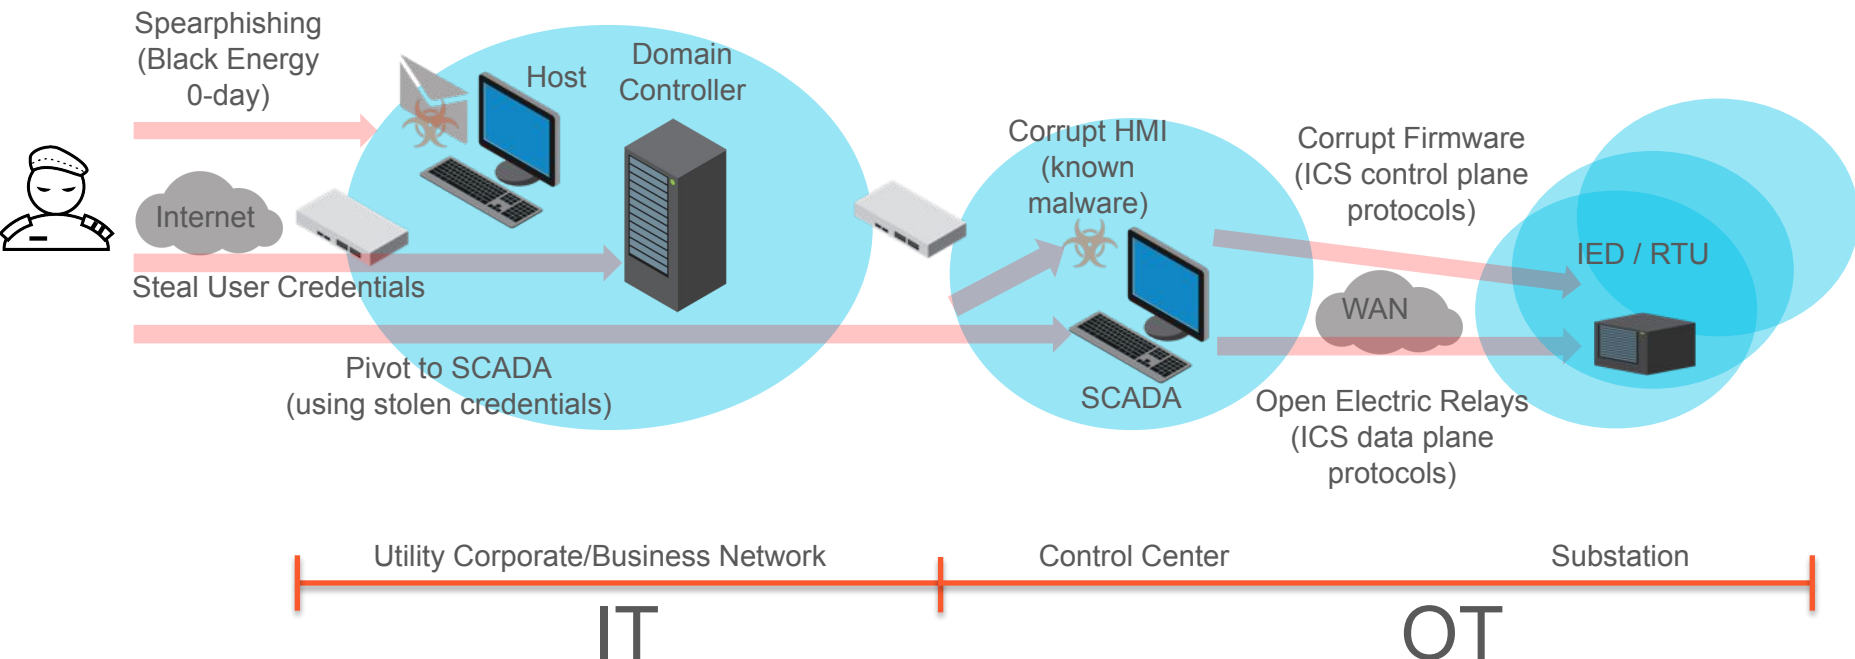 Spearphishing
(Black Energy
0-day)
Host
Domain
Controller
Internet
Steal User Credentials
Pivot to SCADA
(using stolen credentials)
Corrupt HMI
(known
malware)
SCADA
Corrupt Firmware
(ICS control plane
protocols)
WAN
IED / RTU
Open Electric Relays
(ICS data plane
protocols)
Utility Corporate/Business Network
Control Center
Substation
IT
OT